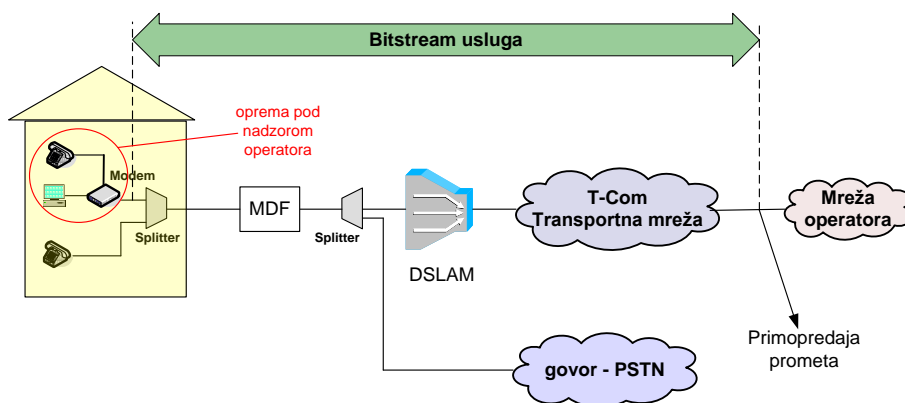 Bitstream usluga
oprema pod
nadzorom
operatora
Modem
Splitter
MDF
Splitter
DSLAM
T-Com
Transportna mreža
Mreža
operatora
Primopredaja
prometa
govor - PSTN